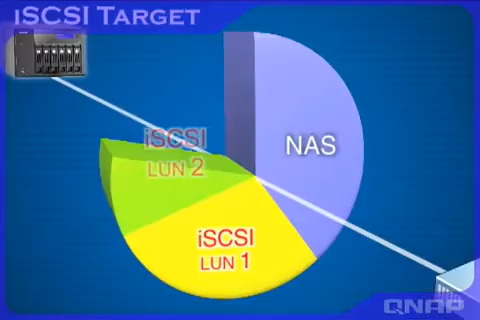 iSCSI TARGET
NAS
iSCSI
LUN 2
iSCSI
LUN 1
QNAP